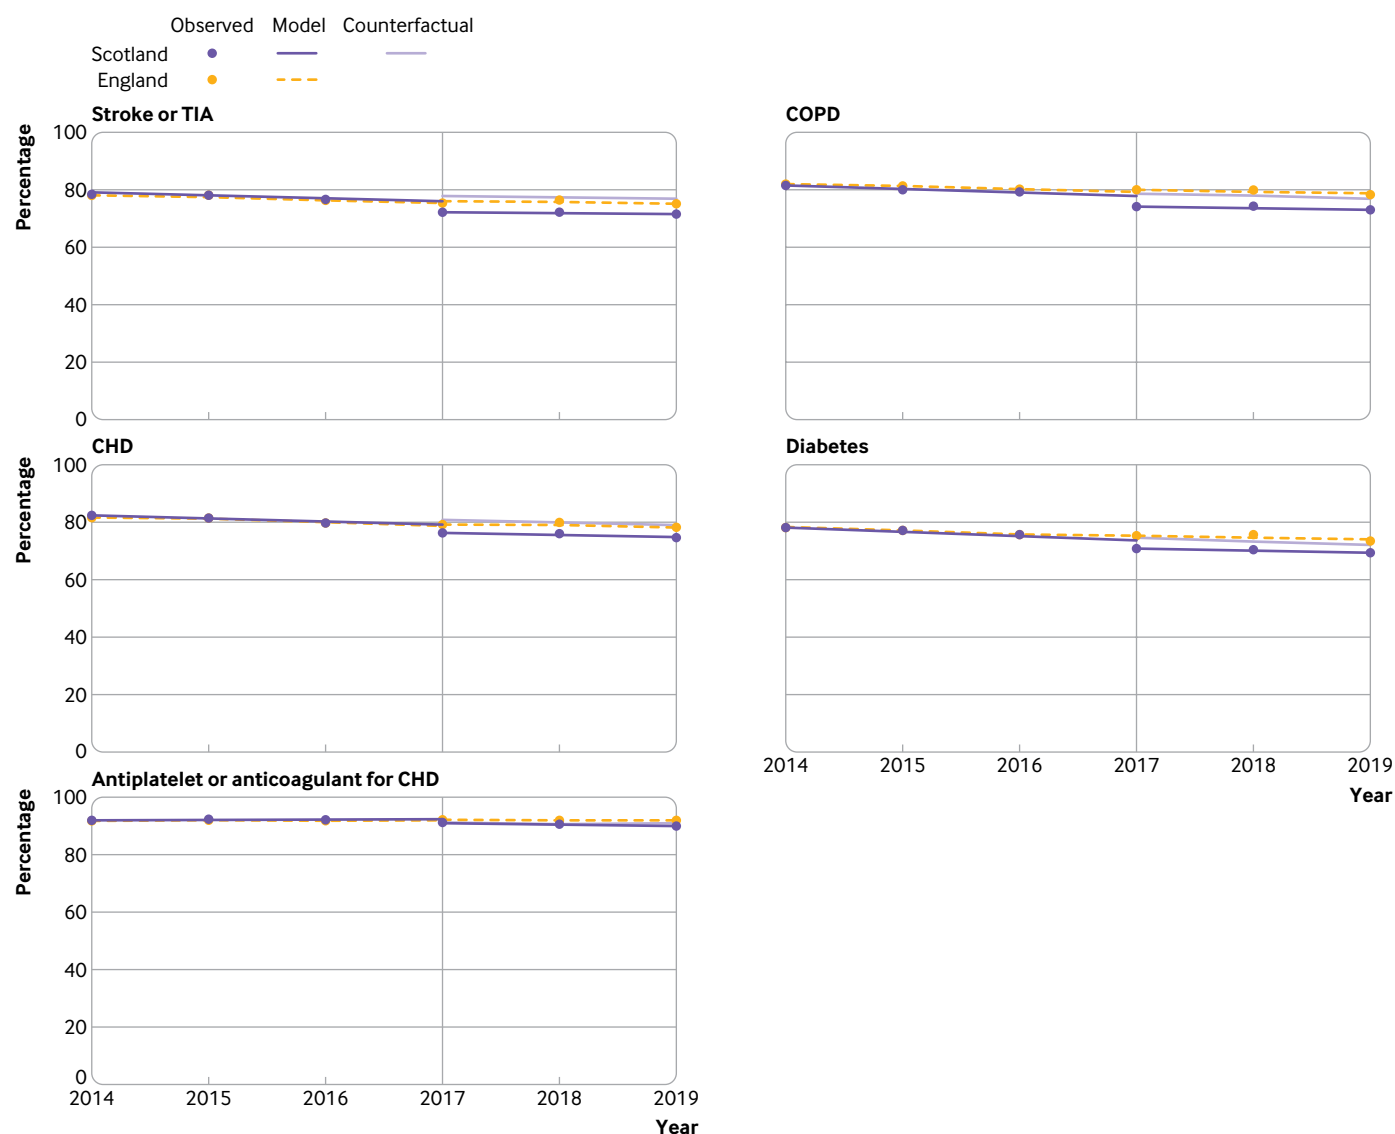 Observed Model Counterfactual
Scotland
England
Stroke or TIA
Percentage
100
80
60
40
20
0
COPD
CHD
Percentage
100
80
60
40
20
0
Diabetes
2014 2015 2016 2017 2018 2019
Year
Antiplatelet or anticoagulant for CHD
Percentage
100
80
60
40
20
0
2014 2015 2016 2017 2018 2019
Year